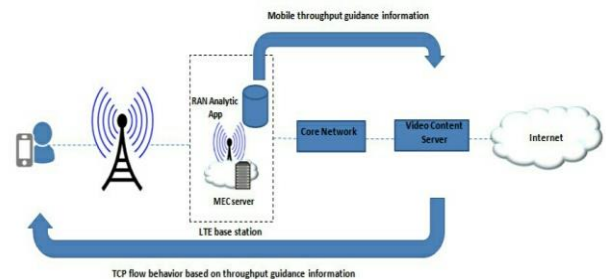 Mobile throughput guidance information
RAN Analytic
App
Core Network
Video Content
Server
Internet
MEC server
LTE base station
TCP flow behavior based on throughput guidance information